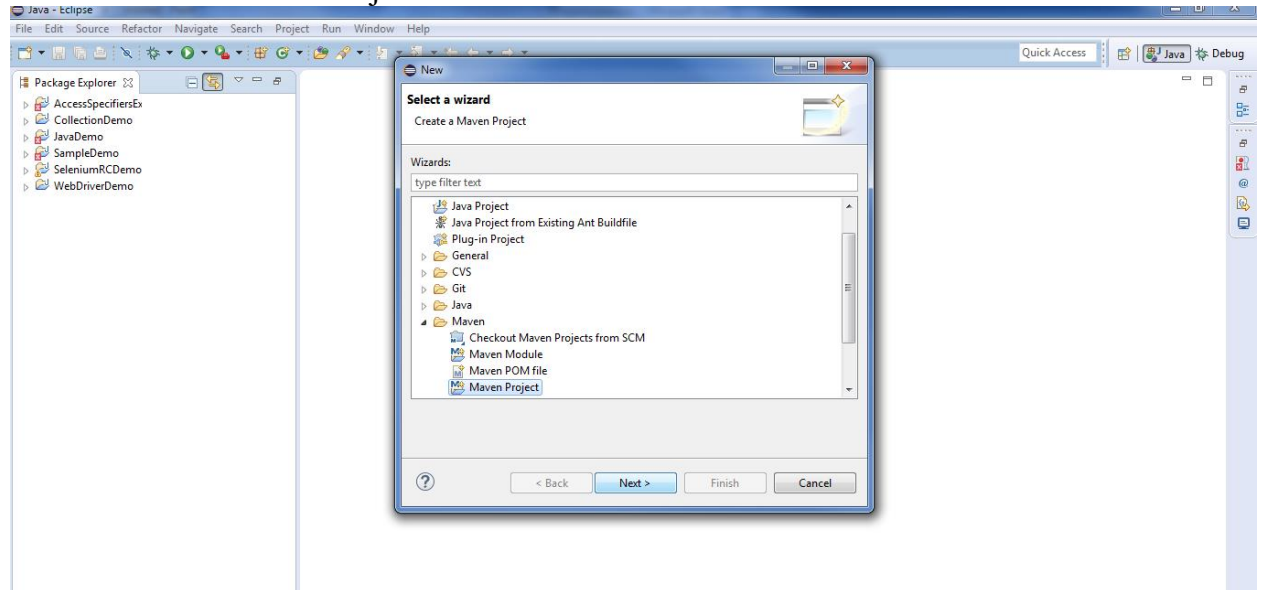 Java - Eclipse
File Edit Source Refactor Navigate Search Project Run Window Help
Quick Access
Java
Debug
Package Explorer
AccessSpecifiersEx
CollectionDemo
JavaDemo
SampleDemo
SeleniumRCDemo
WebDriverDemo
New
Select a wizard
Create a Maven Project
Wizards:
type filter text
Java Project
Java Project from Existing Ant Buildfile
Plug-in Project
General
CVS
Git
Java
Maven
Checkout Maven Projects from SCM
Maven Module
Maven POM file
Maven Project
< Back Next > Finish Cancel